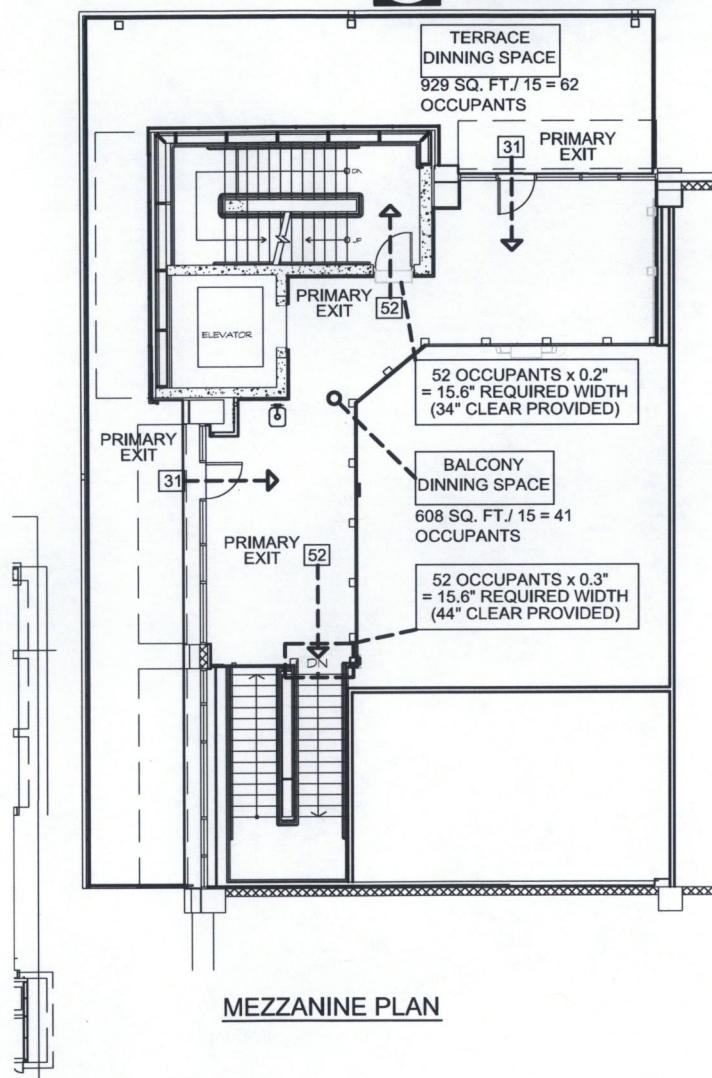 TERRACE
DINNING SPACE
929 SQ. FT./ 15 = 62
OCCUPANTS
31
PRIMARY
EXIT
DN
UP
PRIMARY
EXIT
52
ELEVATOR
52 OCCUPANTS x 0.2"
= 15.6" REQUIRED WIDTH
(34" CLEAR PROVIDED)
PRIMARY
EXIT
31
BALCONY
DINNING SPACE
608 SQ. FT./ 15 = 41
OCCUPANTS
PRIMARY
EXIT
52
52 OCCUPANTS x 0.3"
= 15.6" REQUIRED WIDTH
(44" CLEAR PROVIDED)
DN
MEZZANINE PLAN